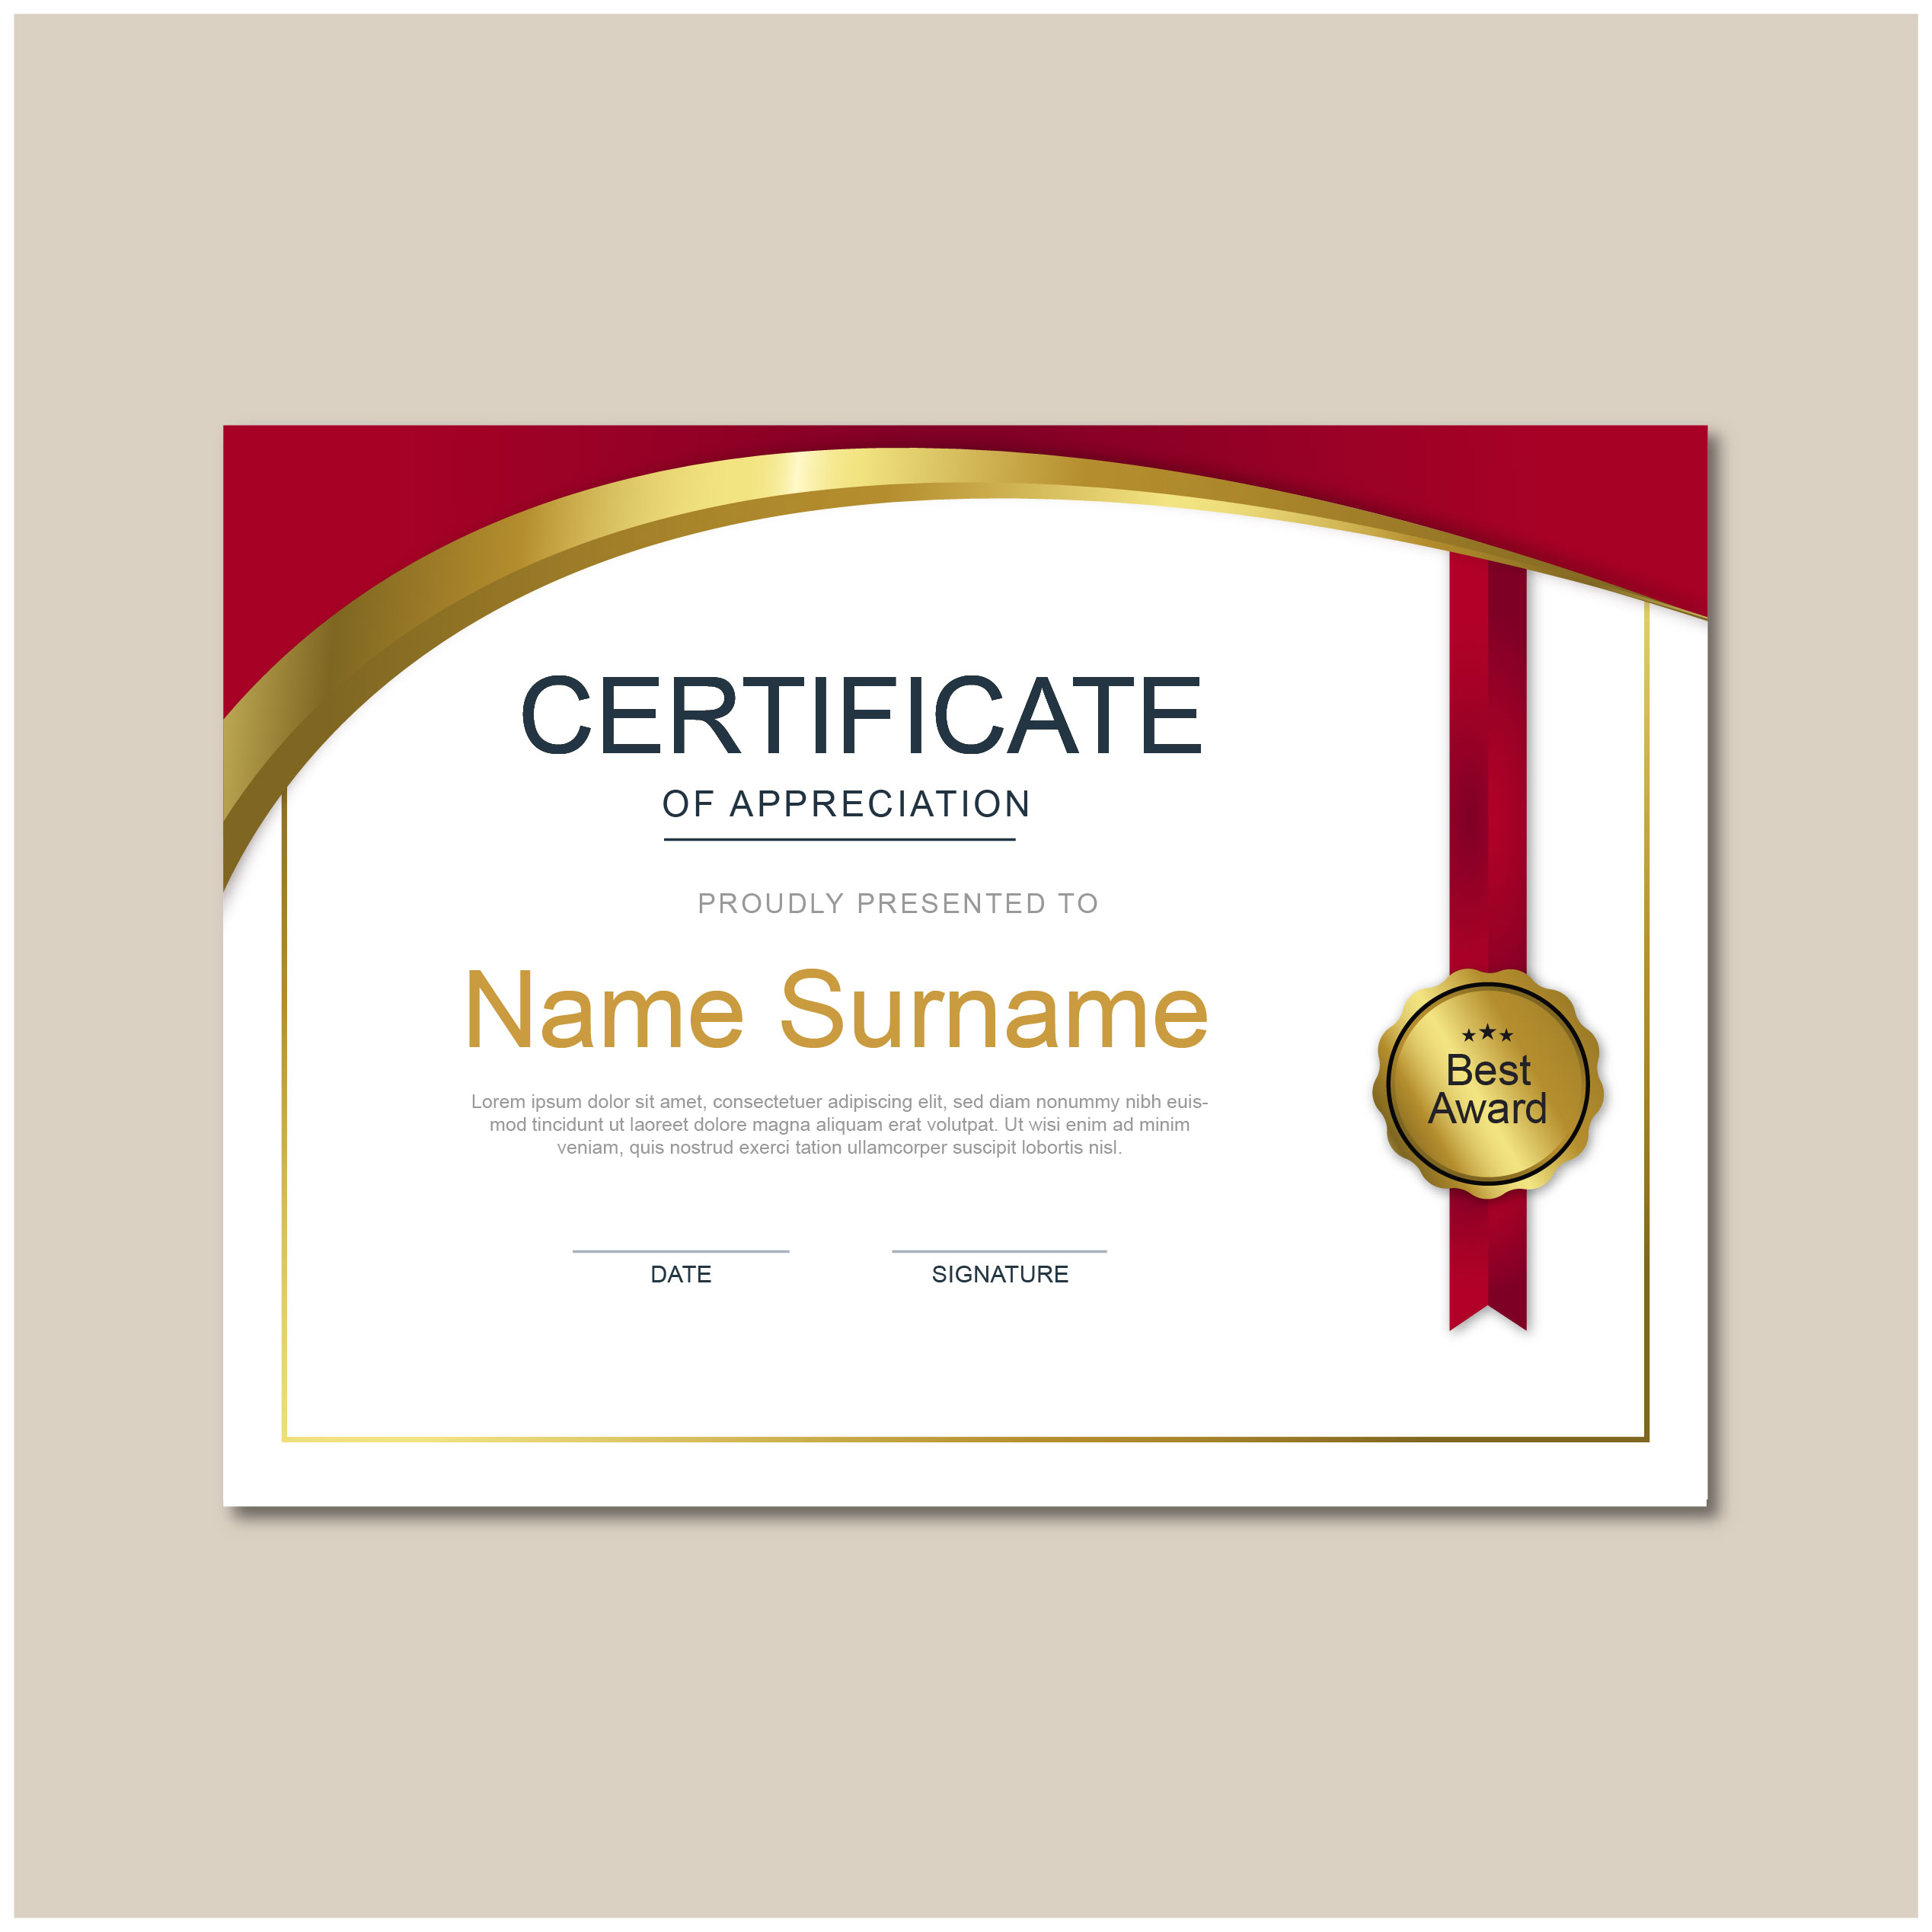 CERTIFICATE
OF APPRECIATION
PROUDLY PRESENTED TO
Name Surname
Lorem ipsum dolor sit amet, consectetuer adipiscing elit, sed diam nonummy nibh euis-
mod tincidunt ut laoreet dolore magna aliquam erat volutpat. Ut wisi enim ad minim
veniam, quis nostrud exerci tation ullamcorper suscipit lobortis nisl.
DATE
SIGNATURE
Best
Award